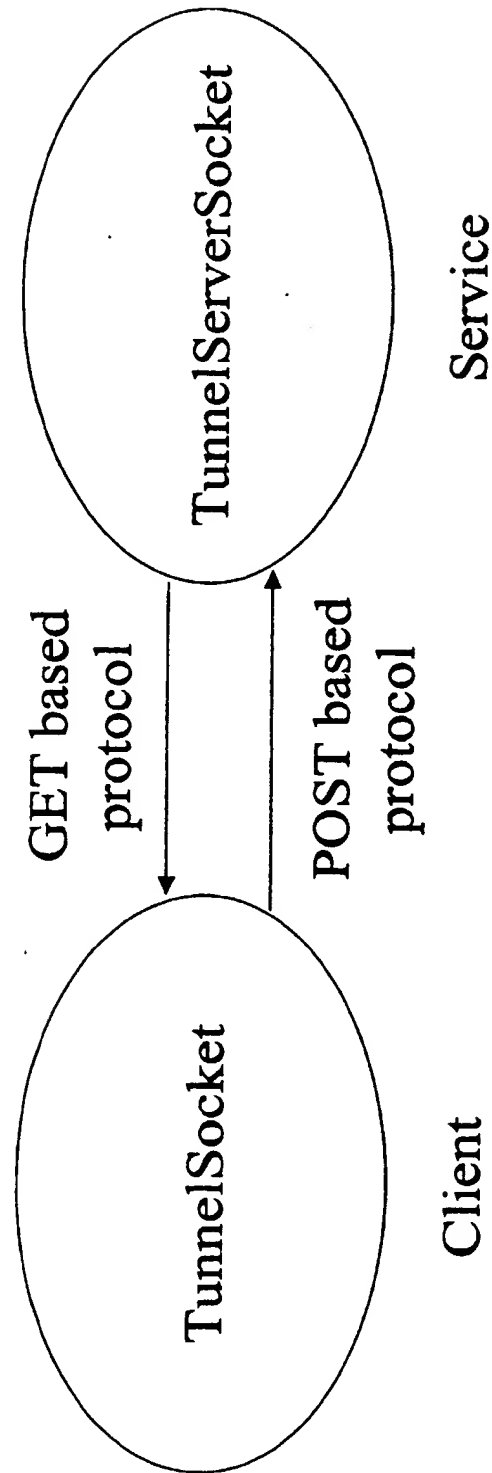 GET based
protocol
TunnelSocket
TunnelServerSocket
POST based
protocol
Client
Service